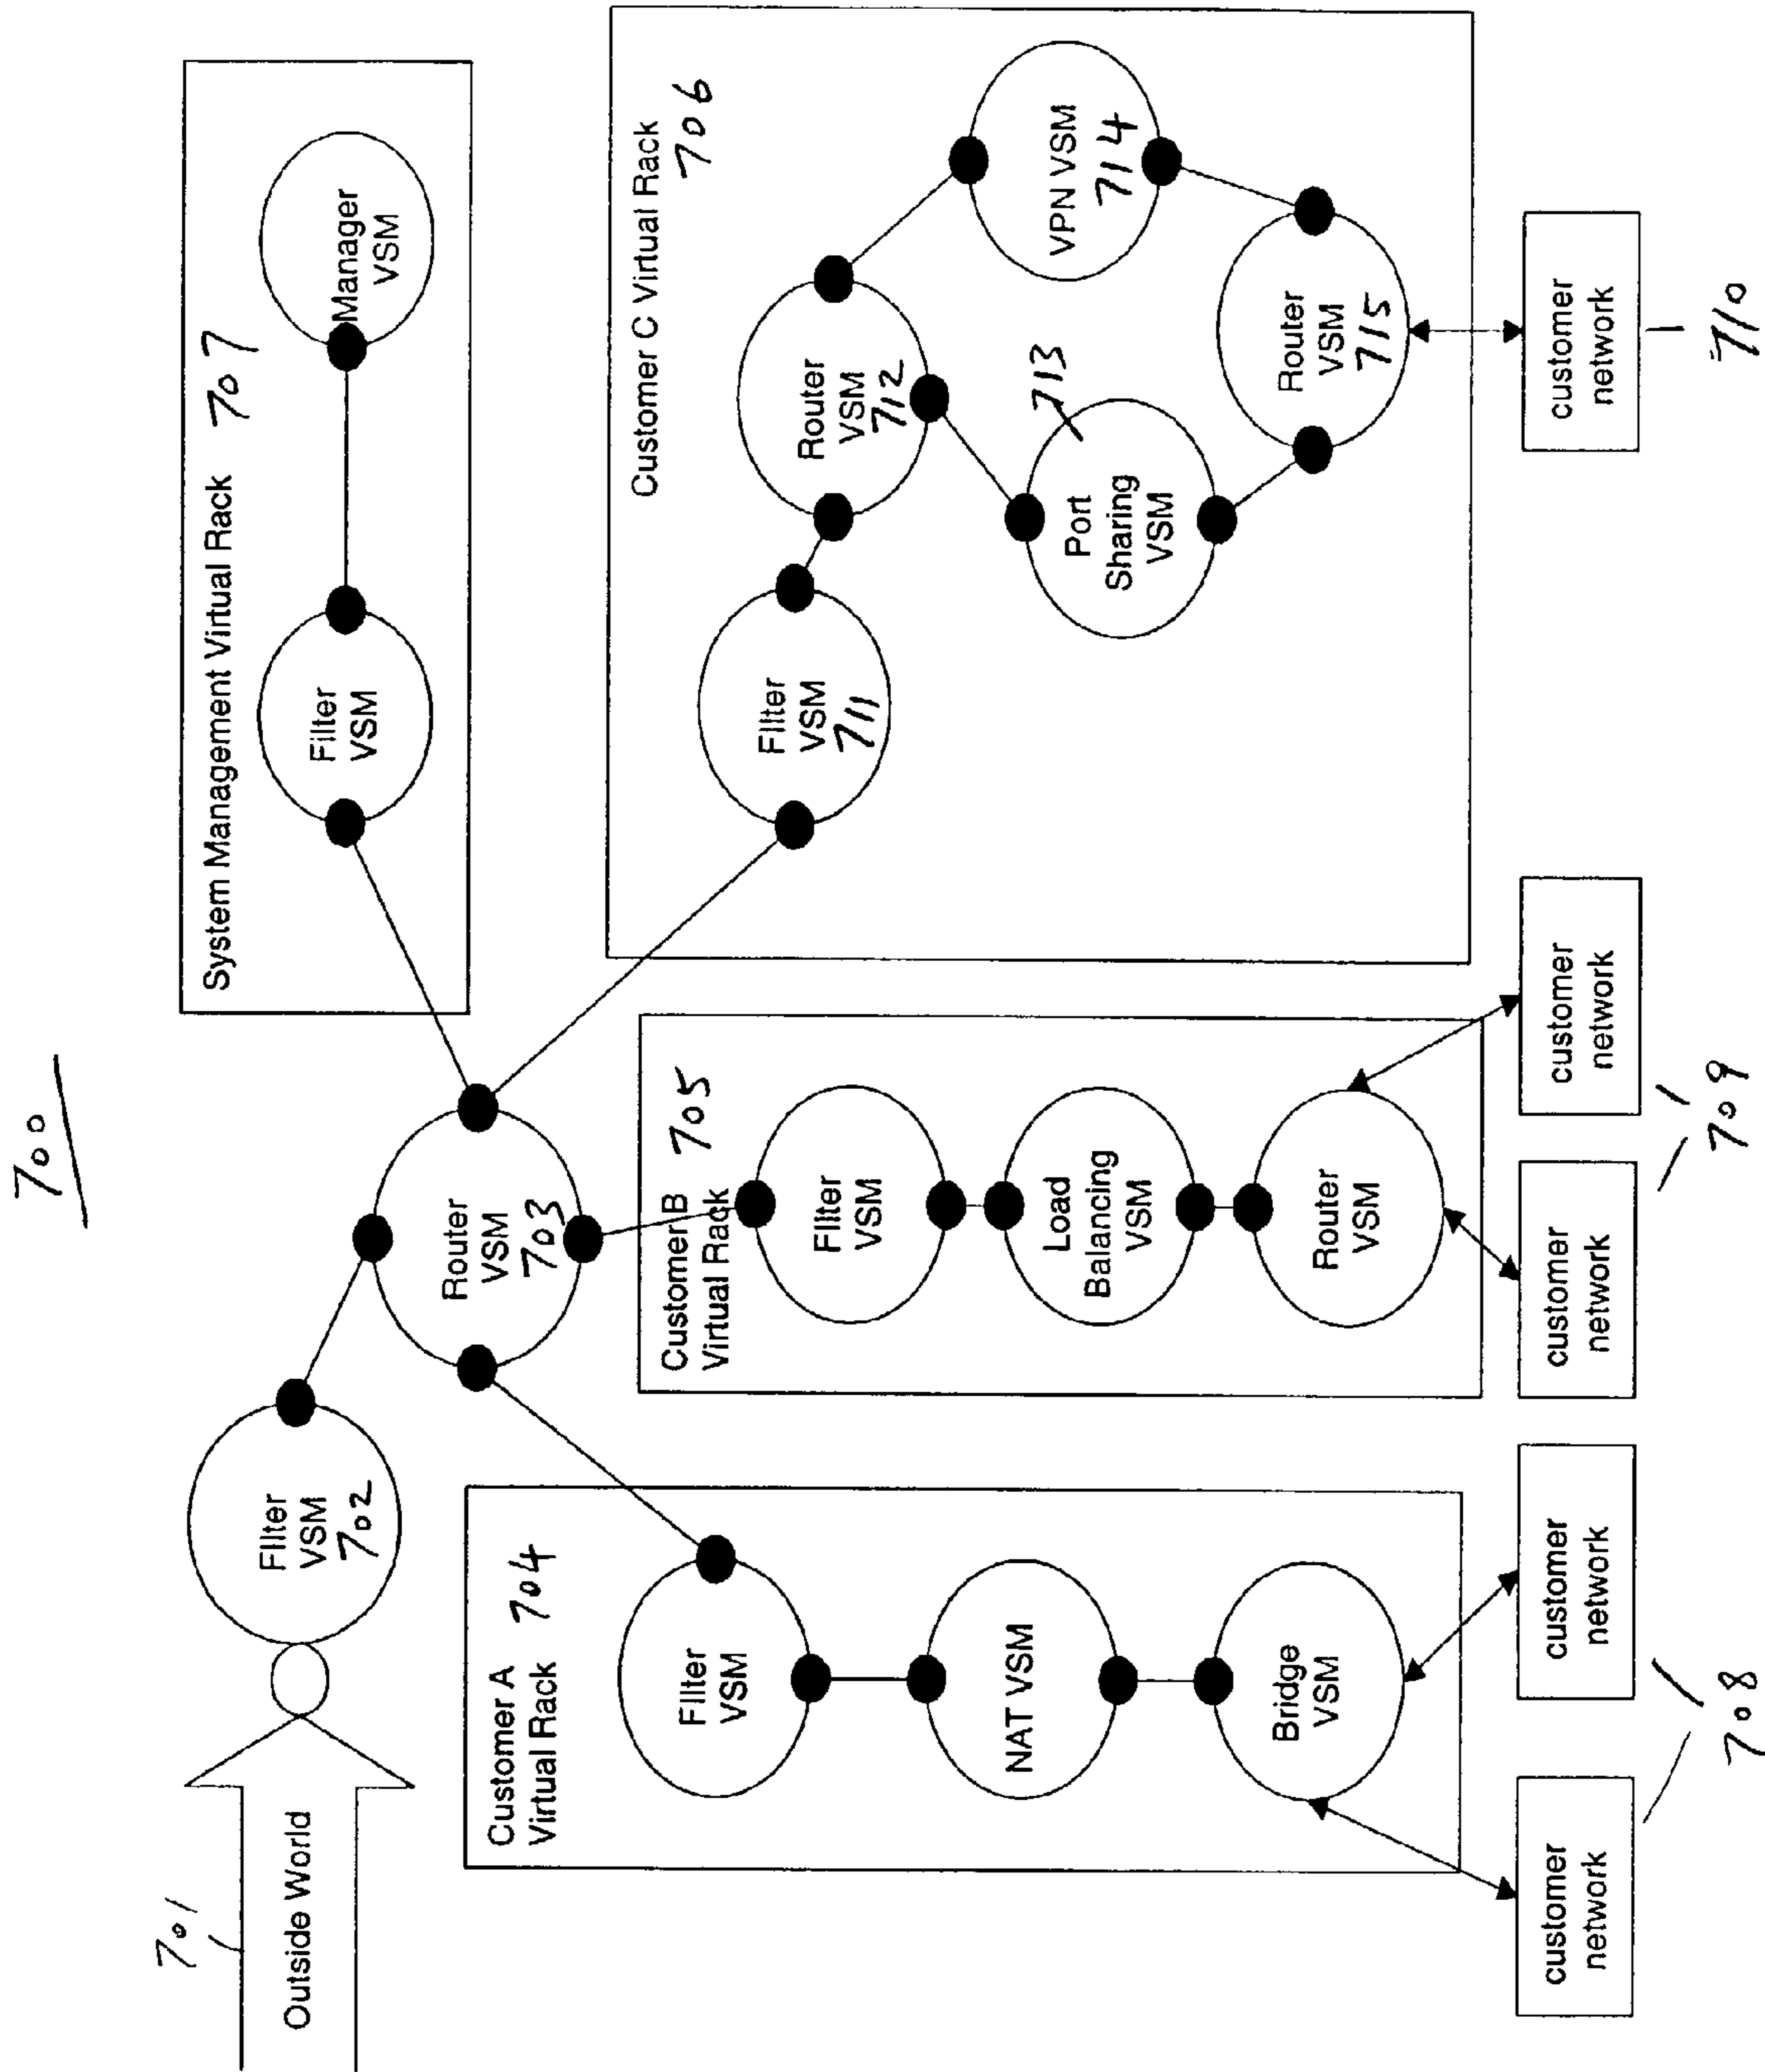 700
701
Outside World
FIlter
VSM
702
Router
VSM
703
System Management Virtual Rack 707
Filter
VSM
Manager
VSM
Customer A
Virtual Rack 704
FIlter
VSM
NAT VSM
Bridge
VSM
Customer B
Virtual Rack 705
FIlter
VSM
Load
Balancing
VSM
Router
VSM
Customer C Virtual Rack
706
FIlter
VSM
711
Router
VSM
712
Port
Sharing
VSM
713
VPN VSM
714
Router
VSM
715
customer
network
customer
network
708
customer
network
customer
network
709
customer
network
710